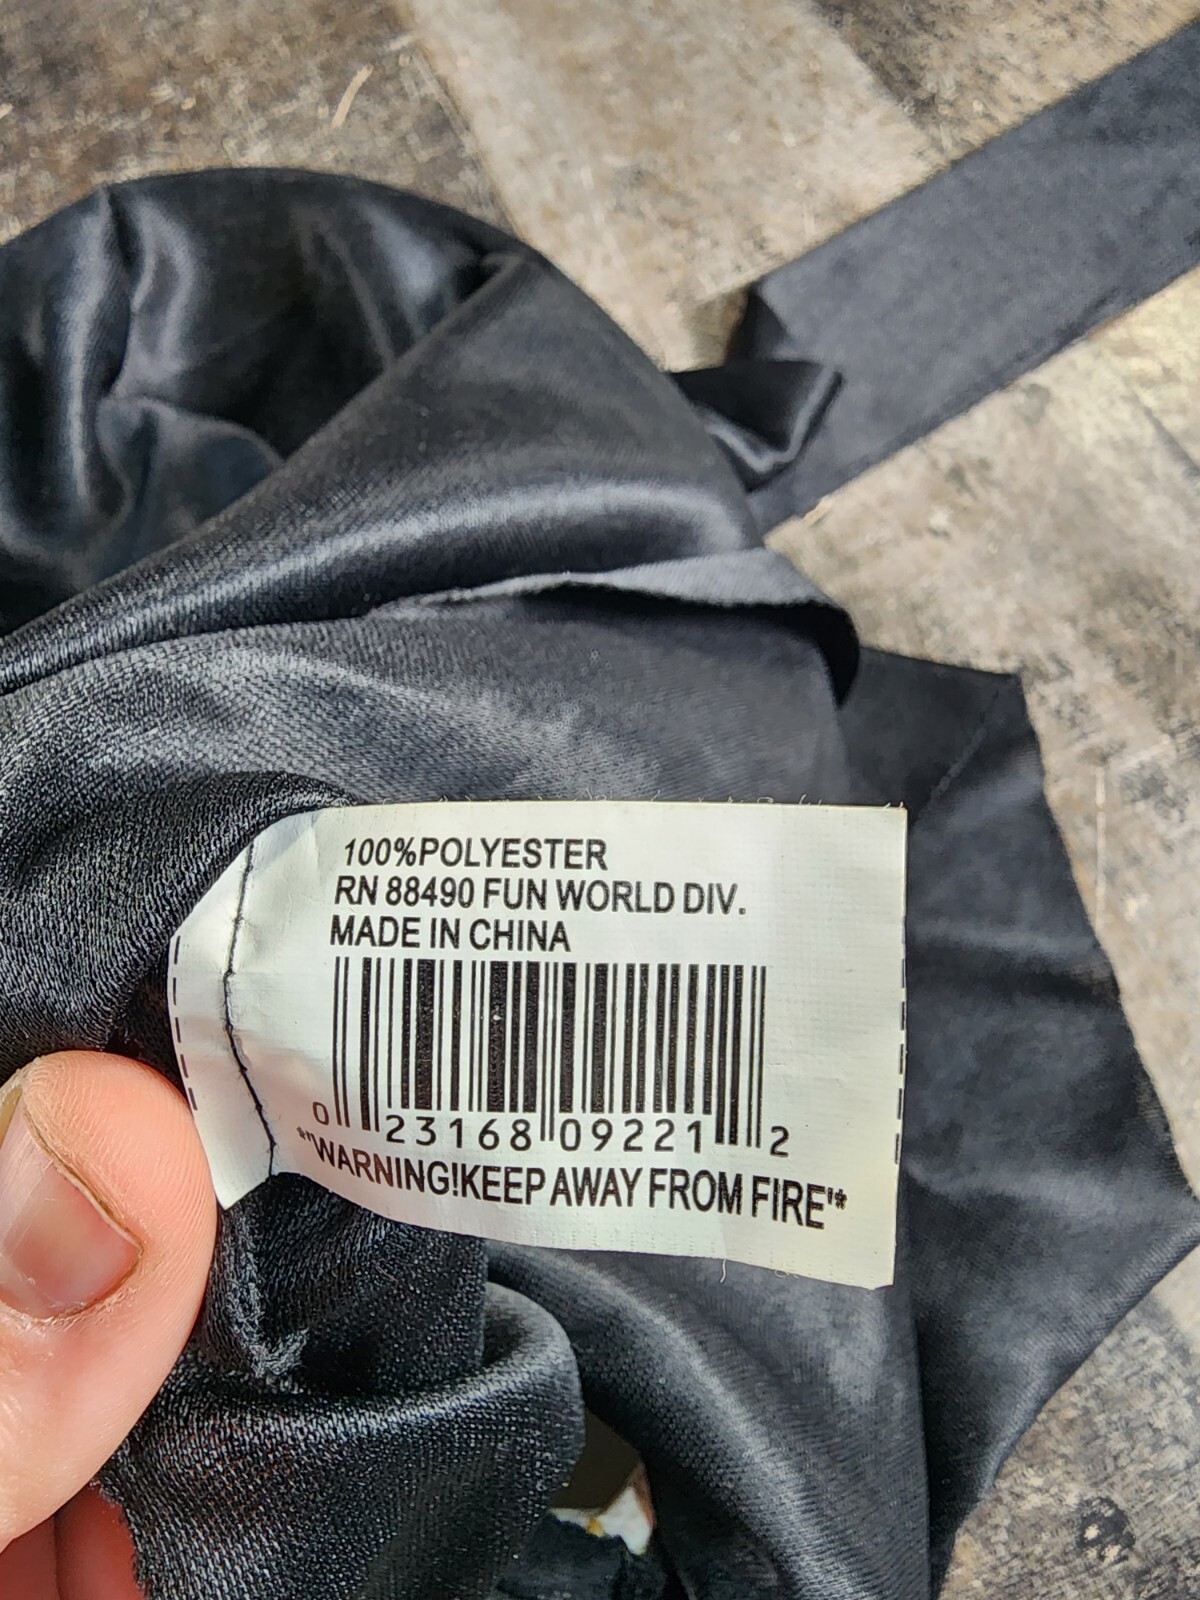 100%POLYESTER
RN 88490 FUN WORLD DIV.
MADE IN CHINA
0 23168 09221 2
**WARNING!KEEP AWAY FROM FIRE**